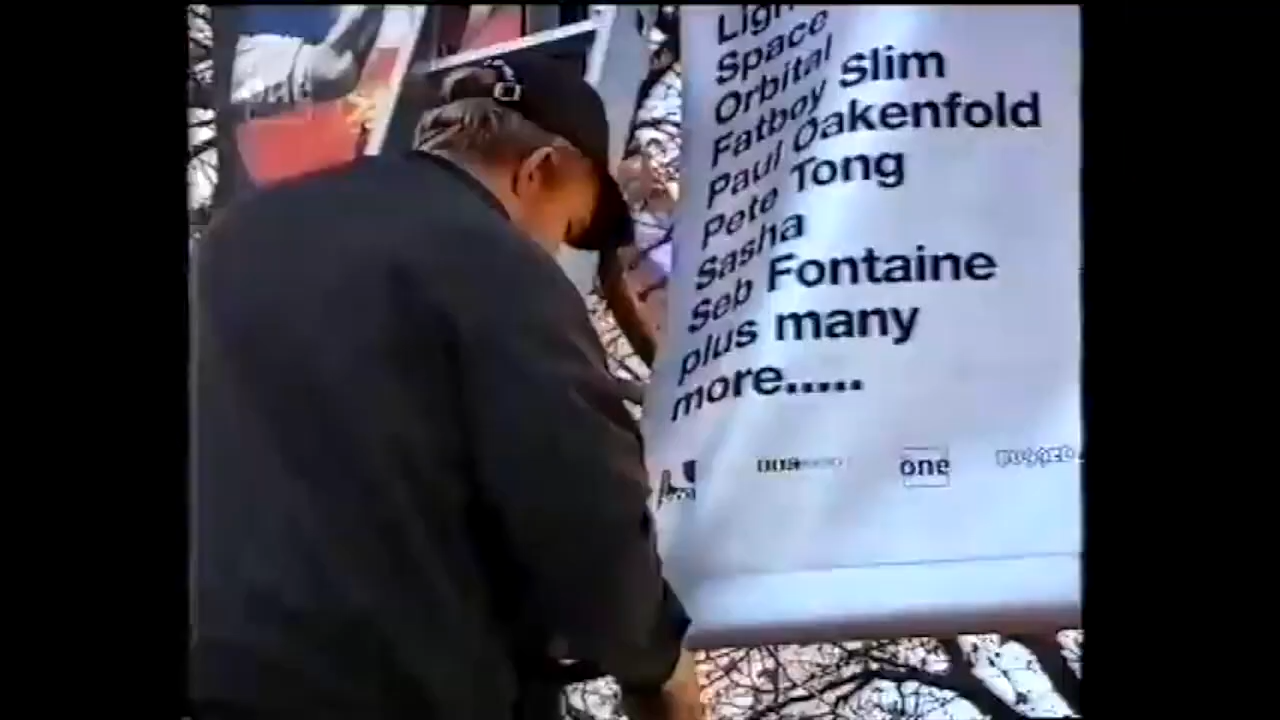 Space
Orbital
Fatboy Slim
Paul Oakenfold
Pete Tong
Sasha
Seb Fontaine
plus many
more.....
one